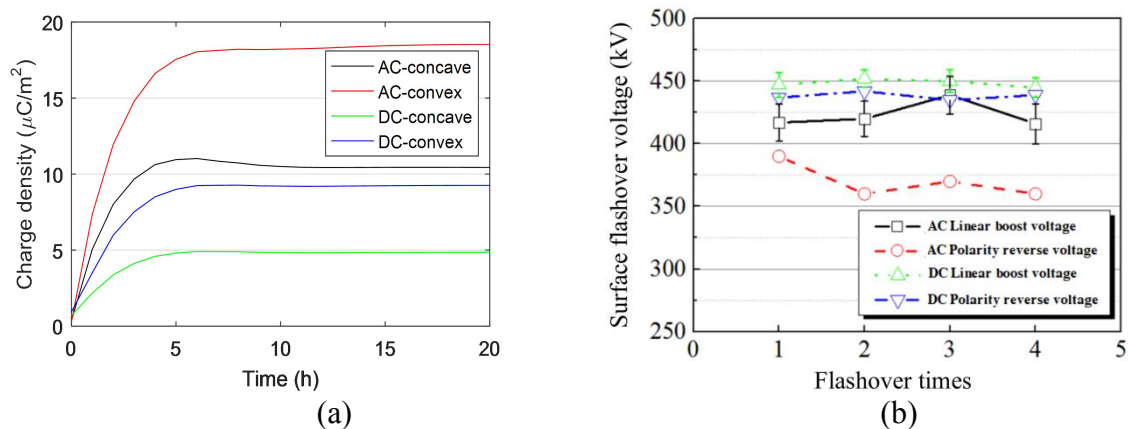 20
15
10
5
0
Charge density (μC/m²)
0 5 10 15 20
Time (h)
AC-concave
AC-convex
DC-concave
DC-convex
(a)
500
450
400
350
300
250
Surface flashover voltage (kV)
0 1 2 3 4 5
Flashover times
AC Linear boost voltage
AC Polarity reverse voltage
DC Linear boost voltage
DC Polarity reverse voltage
(b)